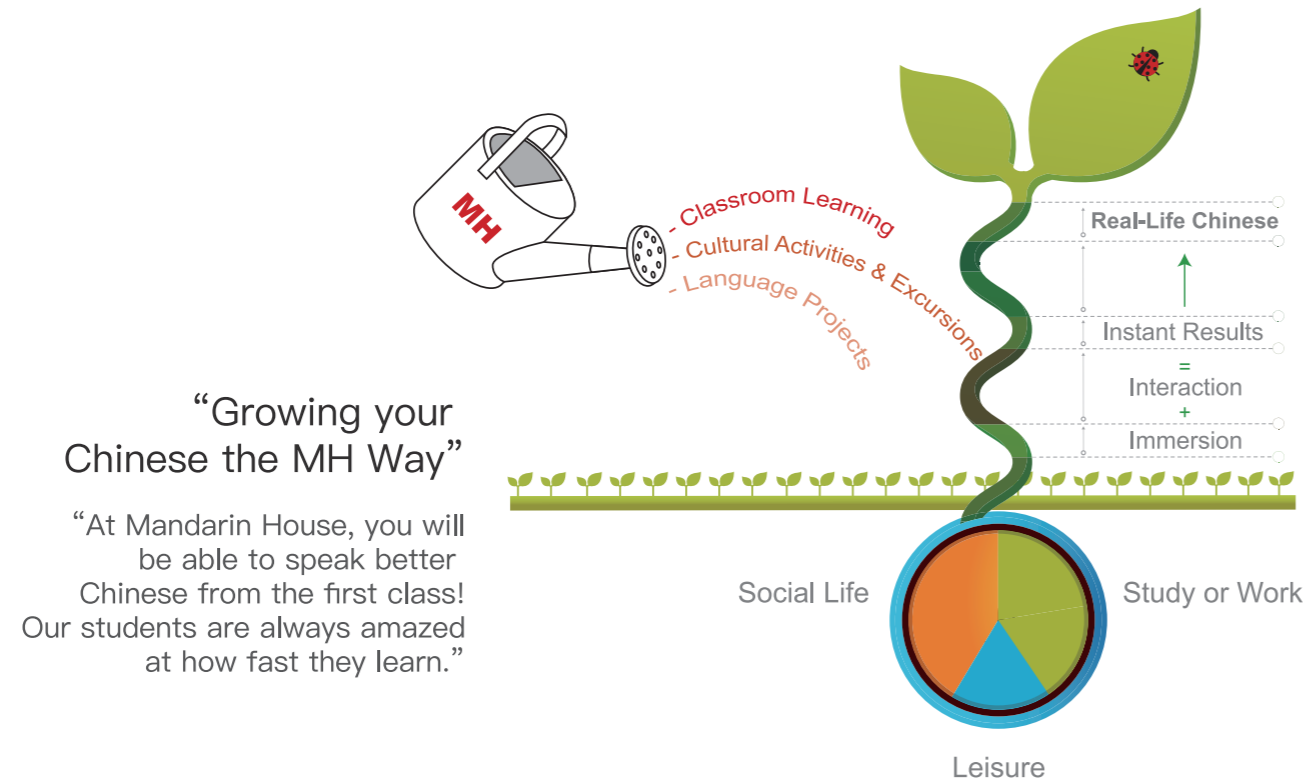 MH
- Classroom Learning
- Cultural Activities & Excursions
- Language Projects
Real-Life Chinese
Instant Results
=
Interaction
+
Immersion
“Growing your
Chinese the MH Way”
“At Mandarin House, you will
be able to speak better
Chinese from the first class!
Our students are always amazed
at how fast they learn.”
Social Life
Study or Work
Leisure